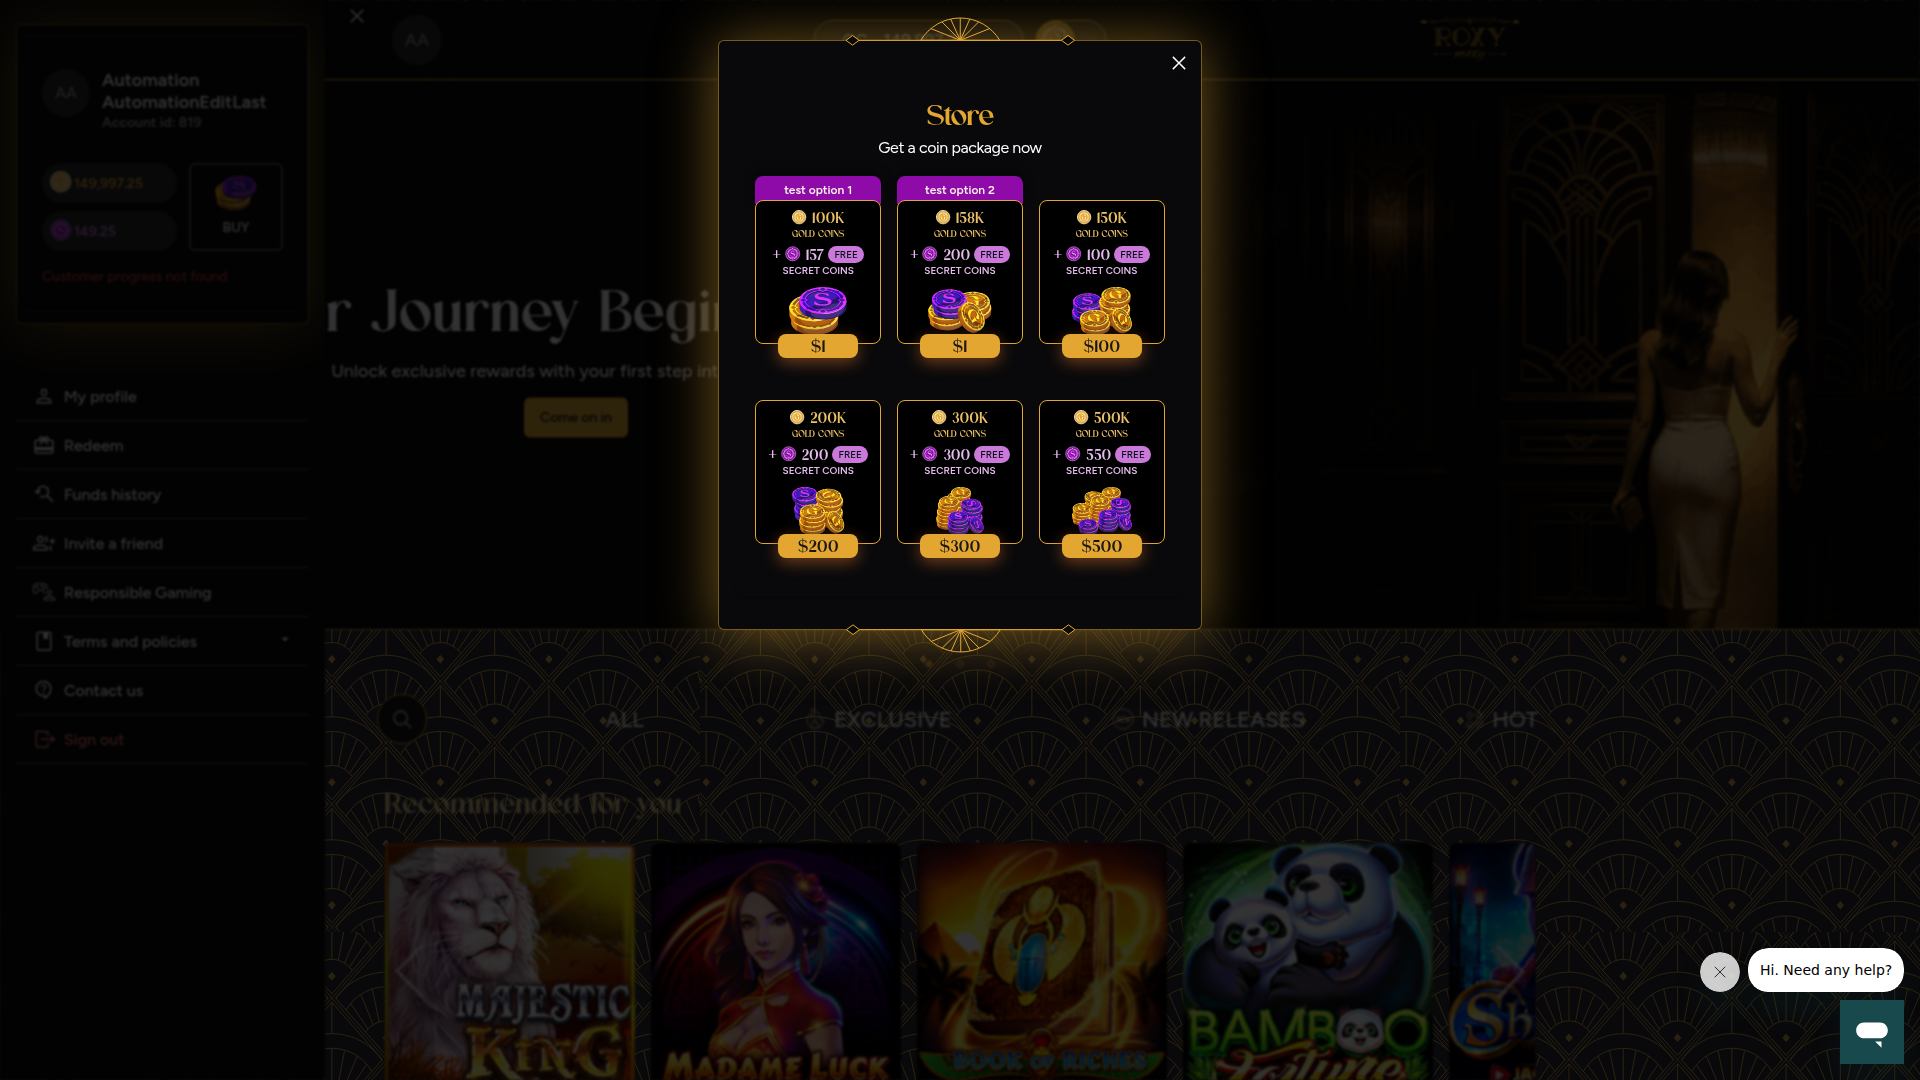 AA
Automation
AutomationEditLast
Account id: 819
149,997.25
149.25
BUY
Customer progress not found
My profile
Redeem
Funds history
Invite a friend
Responsible Gaming
Terms and policies
Contact us
Sign out
AA
ROXY
r Journey Begin
Unlock exclusive rewards with your first step int
Come on in
Store
Get a coin package now
test option 1
100K
GOLD COINS
+ S 157 FREE
SECRET COINS
$1
test option 2
158K
GOLD COINS
+ S 200 FREE
SECRET COINS
$1
150K
GOLD COINS
+ S 100 FREE
SECRET COINS
$100
200K
GOLD COINS
+ S 200 FREE
SECRET COINS
$200
300K
GOLD COINS
+ S 300 FREE
SECRET COINS
$300
500K
GOLD COINS
+ S 550 FREE
SECRET COINS
$500
ALL
EXCLUSIVE
NEW RELEASES
HOT
Recommended for you
MAJESTIC
KING
MADAME LUCK
BOOK OF RICHES
BAMBOO
Fortune
Sh
JA
Hi. Need any help?